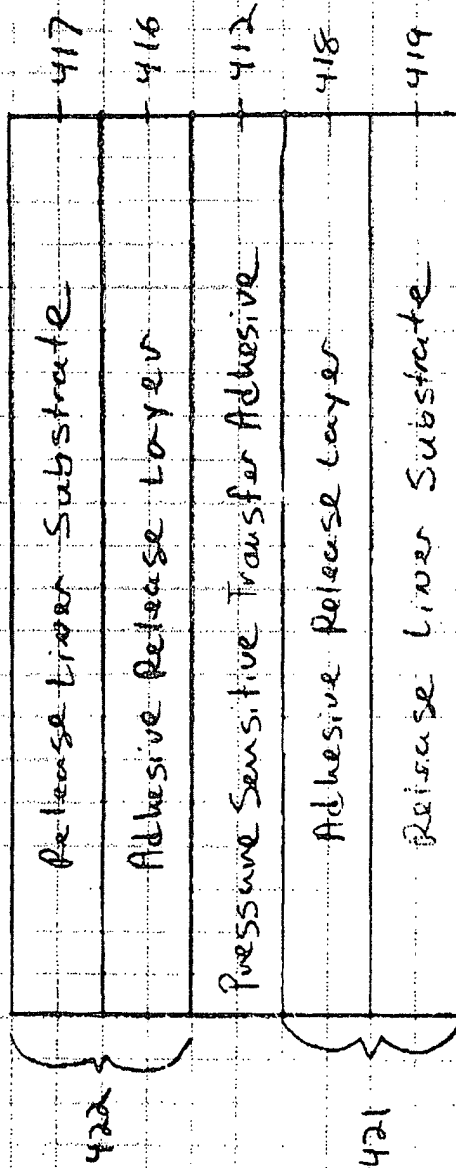 Release Liner Substrate 417
Adhesive Release Layer 416
422
Pressure Sensitive Transfer Adhesive 412
Adhesive Release Layer 418
Release Liner Substrate 419
421